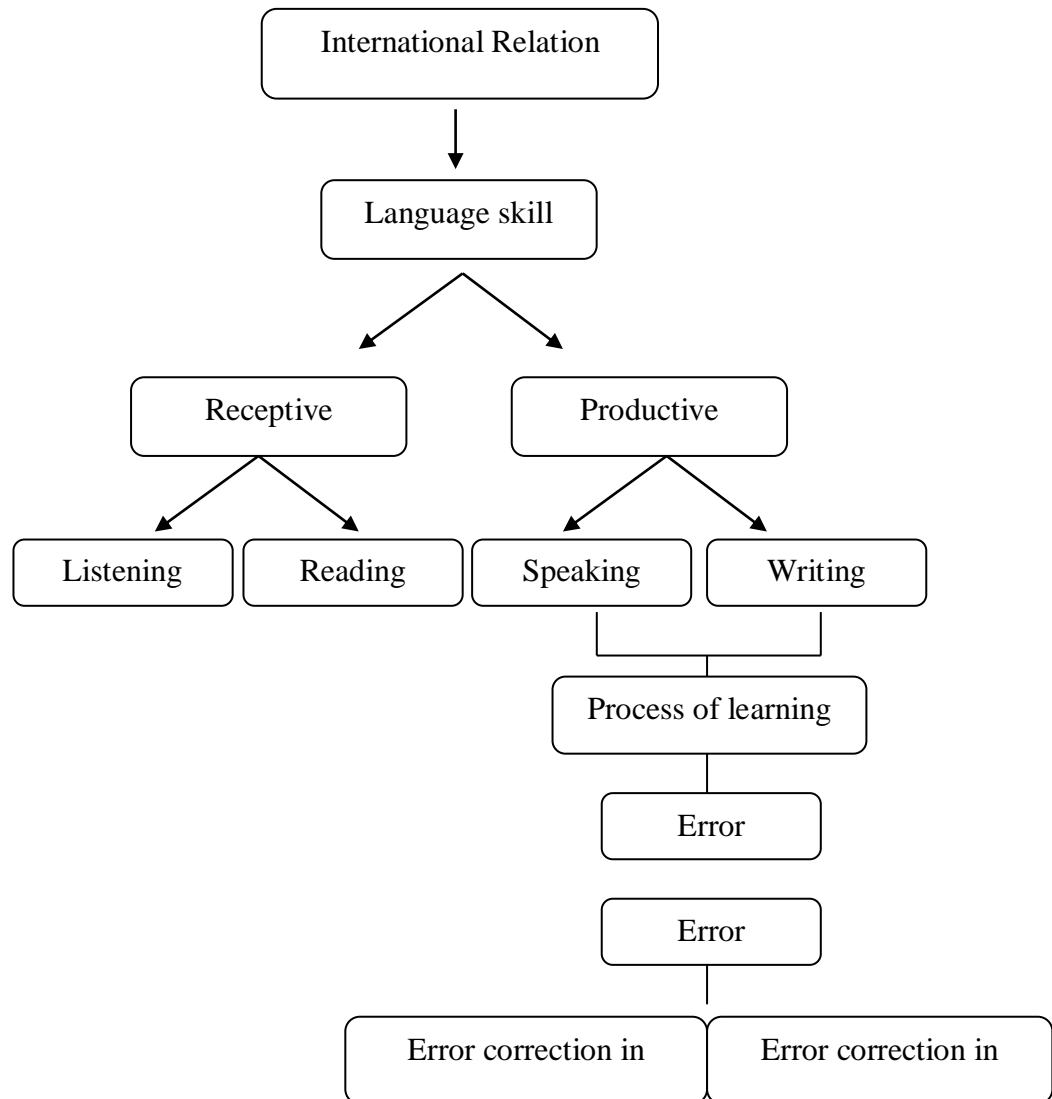 International Relation
Language skill
Receptive
Productive
Listening
Reading
Speaking
Writing
Process of learning
Error
Error
Error correction in
Error correction in